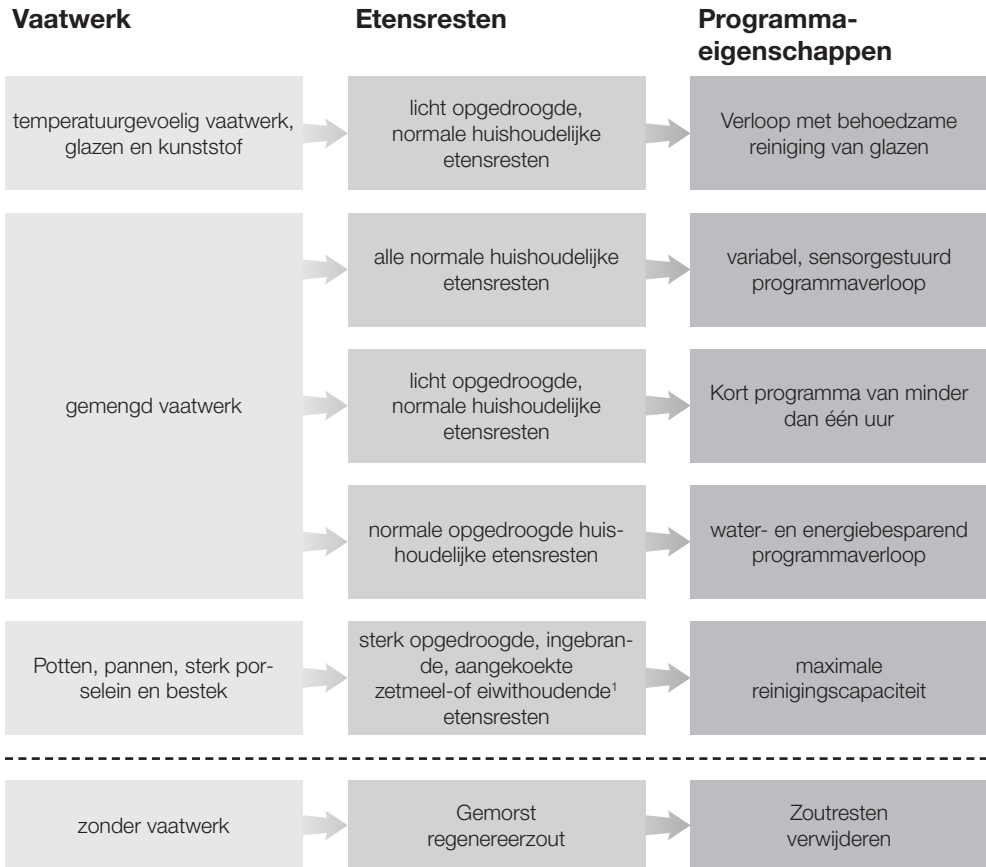 Vaatwerk
Etensresten
Programma-
eigenschappen
temperatuurgevoelig vaatwerk,
glazen en kunststof
licht opgedroogde,
normale huishoudelijke
etensresten
Verloop met behoedzame
reiniging van glazen
gemengd vaatwerk
alle normale huishoudelijke
etensresten
variabel, sensorgestuurd
programmaverloop
licht opgedroogde,
normale huishoudelijke
etensresten
Kort programma van minder
dan één uur
normale opgedroogde huis-
houdelijke etensresten
water- en energiebesparend
programmaverloop
Potten, pannen, sterk por-
selein en bestek
sterk opgedroogde, ingebran-
de, aangekoekte
zetmeel-of eiwithoudende¹
etensresten
maximale
reinigingscapaciteit
zonder vaatwerk
Gemorst
regenereerzout
Zoutresten
verwijderen